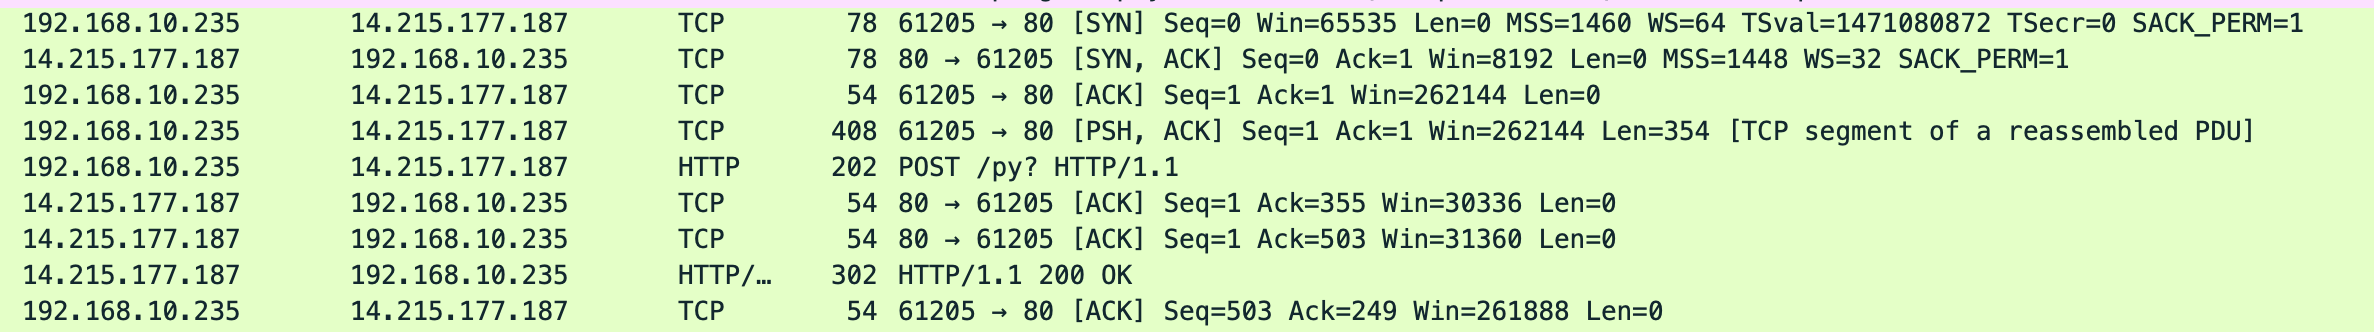 192.168.10.235 14.215.177.187 TCP 78 61205 → 80 [SYN] Seq=0 Win=65535 Len=0 MSS=1460 WS=64 TSval=1471080872 TSecr=0 SACK_PERM=1
14.215.177.187 192.168.10.235 TCP 78 80 → 61205 [SYN, ACK] Seq=0 Ack=1 Win=8192 Len=0 MSS=1448 WS=32 SACK_PERM=1
192.168.10.235 14.215.177.187 TCP 54 61205 → 80 [ACK] Seq=1 Ack=1 Win=262144 Len=0
192.168.10.235 14.215.177.187 TCP 408 61205 → 80 [PSH, ACK] Seq=1 Ack=1 Win=262144 Len=354 [TCP segment of a reassembled PDU]
192.168.10.235 14.215.177.187 HTTP 202 POST /py? HTTP/1.1
14.215.177.187 192.168.10.235 TCP 54 80 → 61205 [ACK] Seq=1 Ack=355 Win=30336 Len=0
14.215.177.187 192.168.10.235 TCP 54 80 → 61205 [ACK] Seq=1 Ack=503 Win=31360 Len=0
14.215.177.187 192.168.10.235 HTTP/… 302 HTTP/1.1 200 OK
192.168.10.235 14.215.177.187 TCP 54 61205 → 80 [ACK] Seq=503 Ack=249 Win=261888 Len=0